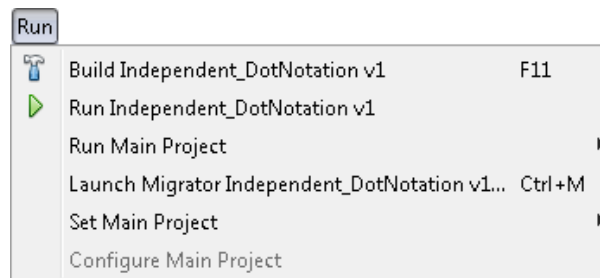 Run
Build Independent_DotNotation v1 F11
Run Independent_DotNotation v1
Run Main Project
Launch Migrator Independent_DotNotation v1... Ctrl+M
Set Main Project
Configure Main Project